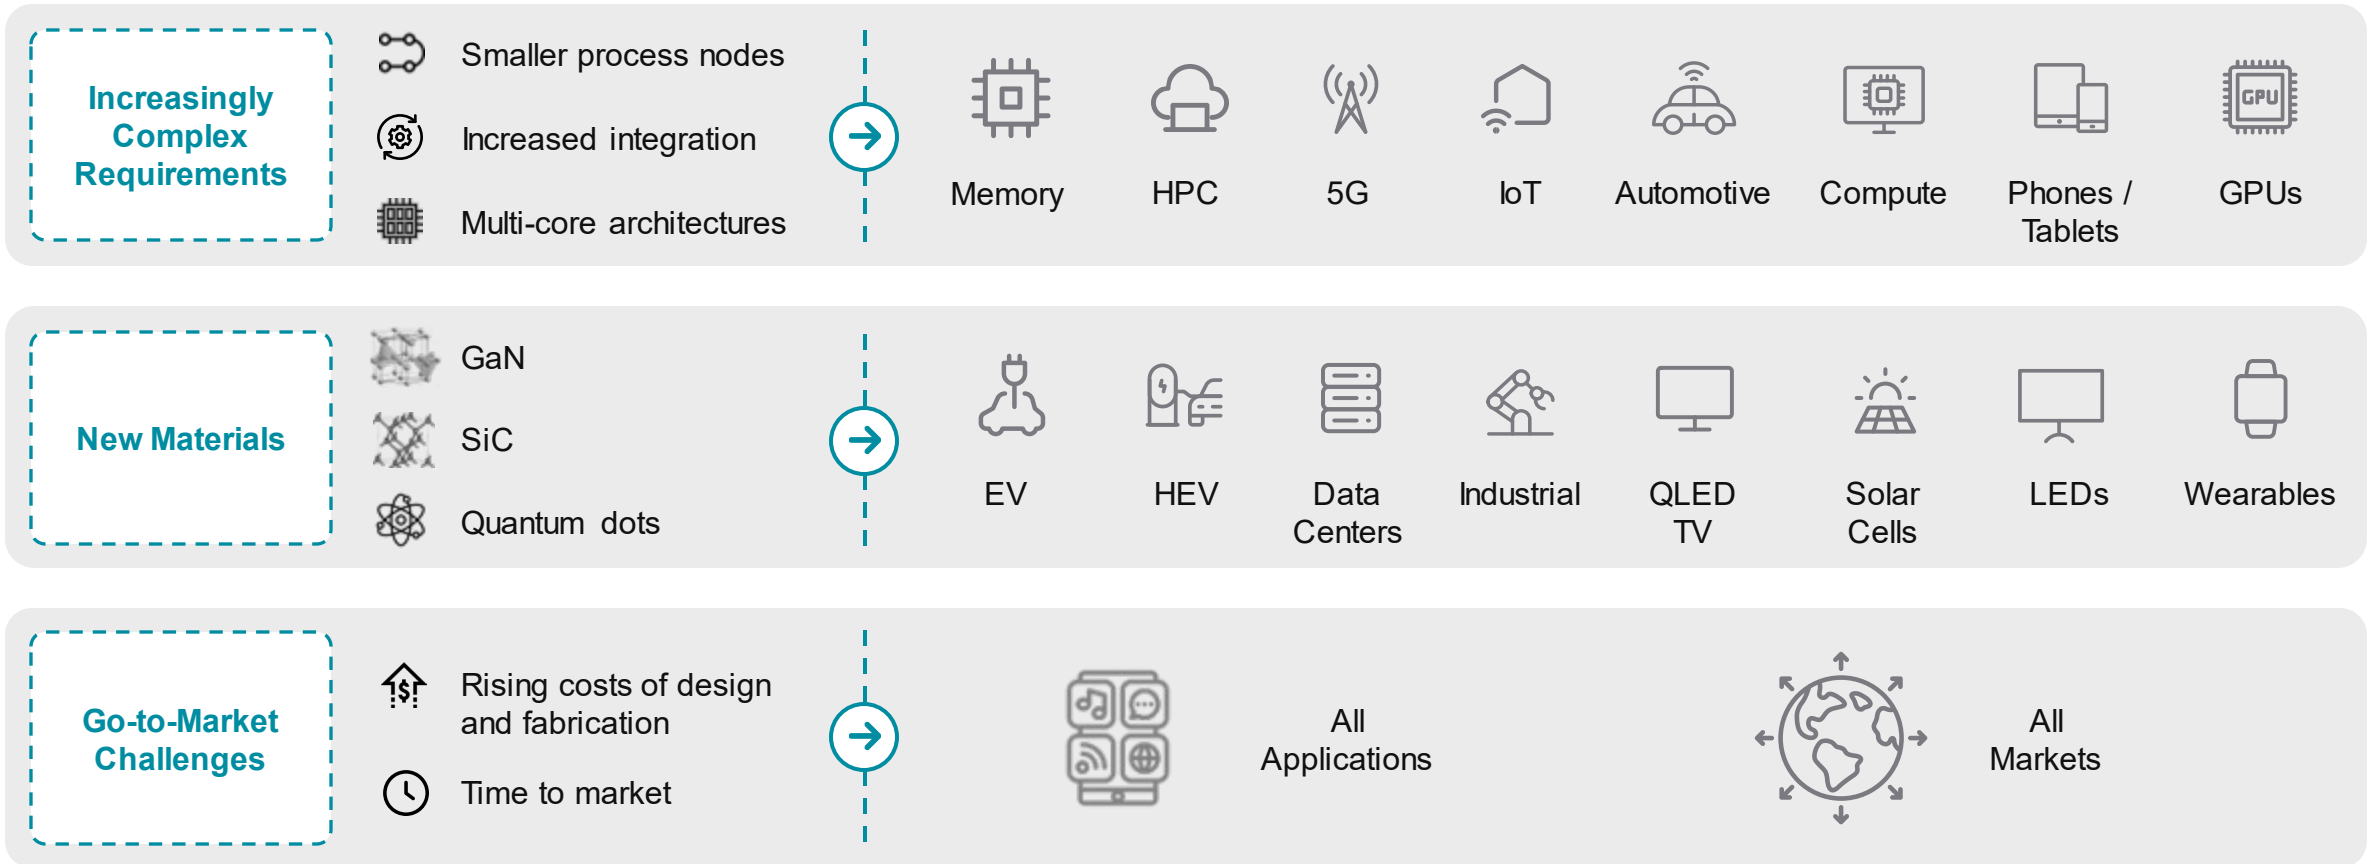 Increasingly
Complex
Requirements
Smaller process nodes
Increased integration
Multi-core architectures
Memory
HPC
5G
IoT
Automotive
Compute
Phones /
Tablets
GPU
GPUs
New Materials
GaN
SiC
Quantum dots
EV
HEV
Data
Centers
Industrial
QLED
TV
Solar
Cells
LEDs
Wearables
Go-to-Market
Challenges
$
Rising costs of design
and fabrication
Time to market
All
Applications
All
Markets